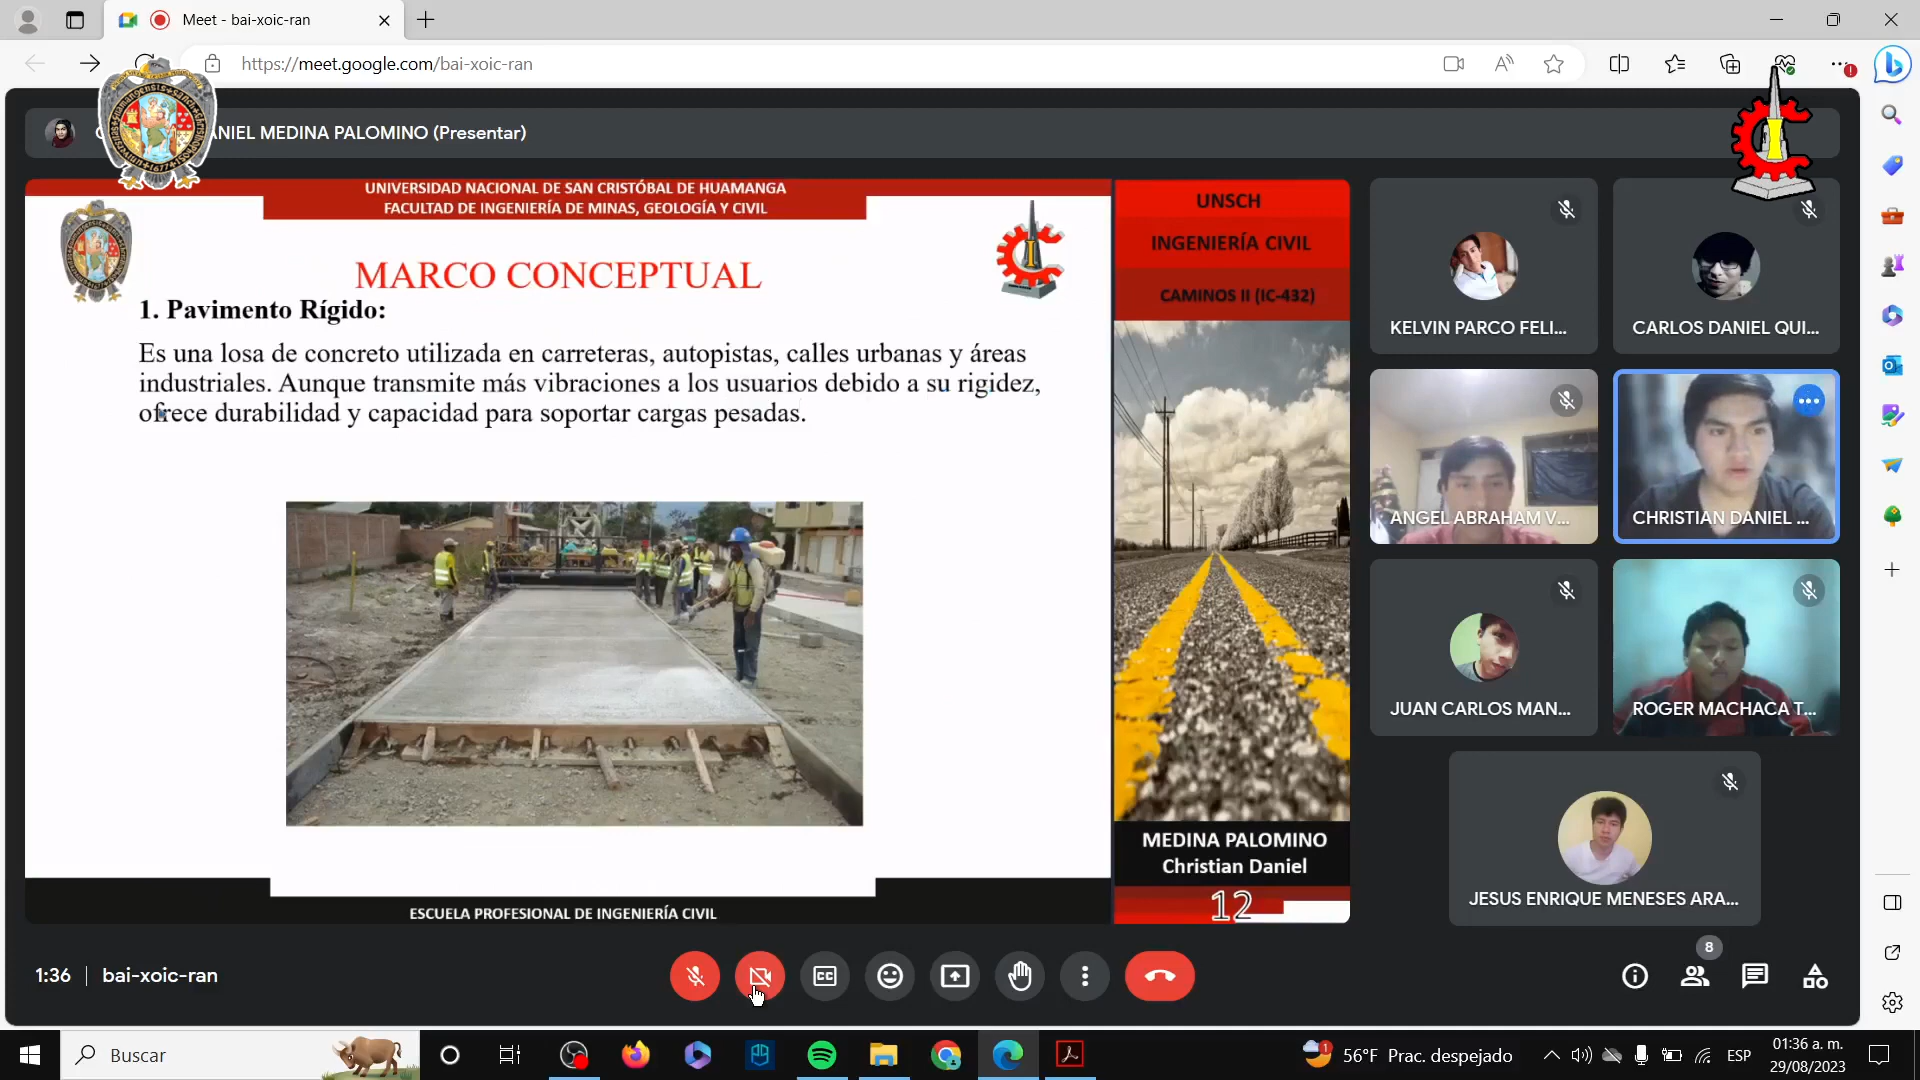 Meet - bai-xoic-ran
https://meet.google.com/bai-xoic-ran
ANIEL MEDINA PALOMINO (Presentar)
UNIVERSIDAD NACIONAL DE SAN CRISTÓBAL DE HUAMANGA
FACULTAD DE INGENIERÍA DE MINAS, GEOLOGÍA Y CIVIL
MARCO CONCEPTUAL
1. Pavimento Rígido:
Es una losa de concreto utilizada en carreteras, autopistas, calles urbanas y áreas
industriales. Aunque transmite más vibraciones a los usuarios debido a su rigidez,
ofrece durabilidad y capacidad para soportar cargas pesadas.
ESCUELA PROFESIONAL DE INGENIERÍA CIVIL
UNSCH
INGENIERÍA CIVIL
CAMINOS II (IC-432)
MEDINA PALOMINO
Christian Daniel
12
KELVIN PARCO FELI...
CARLOS DANIEL QUI...
ANGEL ABRAHAM V...
CHRISTIAN DANIEL ...
JUAN CARLOS MAN...
ROGER MACHACA T...
JESUS ENRIQUE MENESES ARA...
1:36 | bai-xoic-ran
8
Buscar
1
56°F Prac. despejado
ESP
01:36 a. m.
29/08/2023